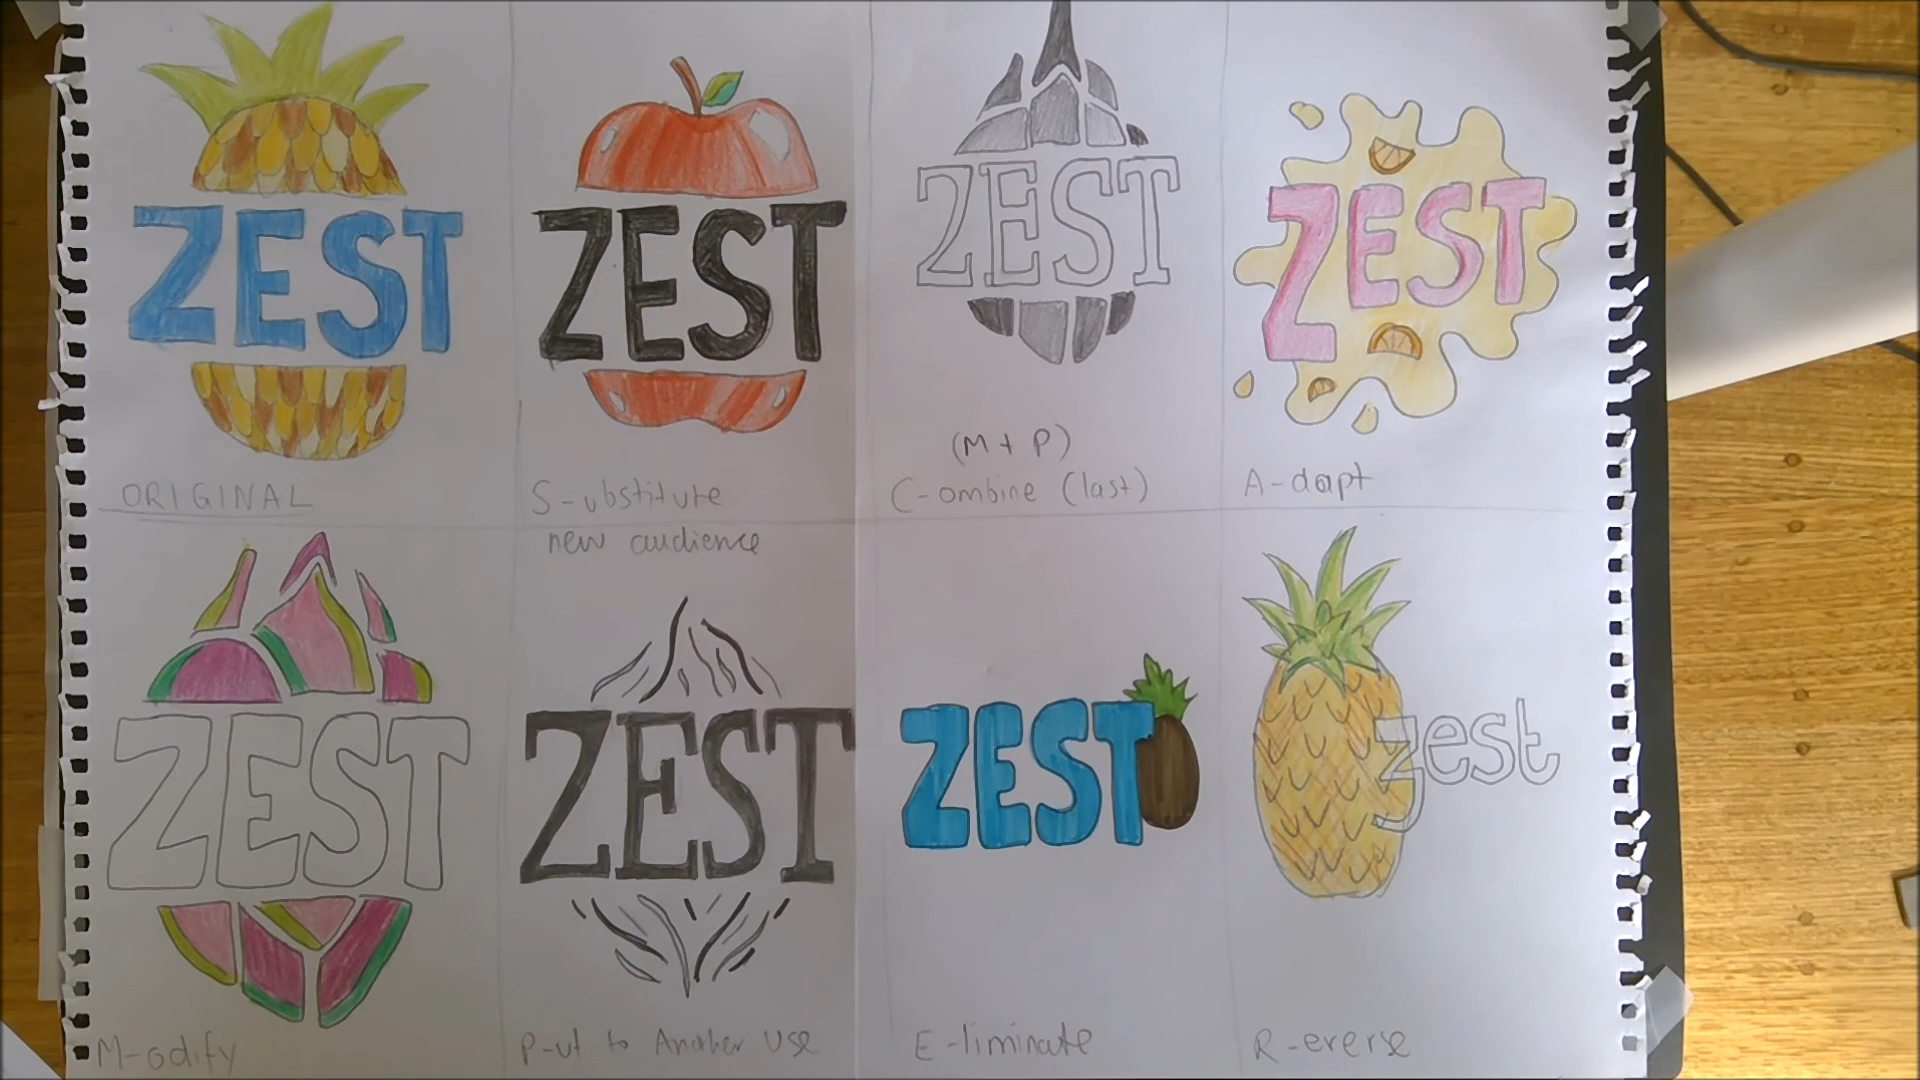 ZEST
ORIGINAL
ZEST
S-ubstitute
new audience
ZEST
(M + P)
C-ombine (last)
ZEST
A-dapt
ZEST
M-odify
ZEST
P-ut to Another Use
ZEST
E-liminate
zest
R-everse